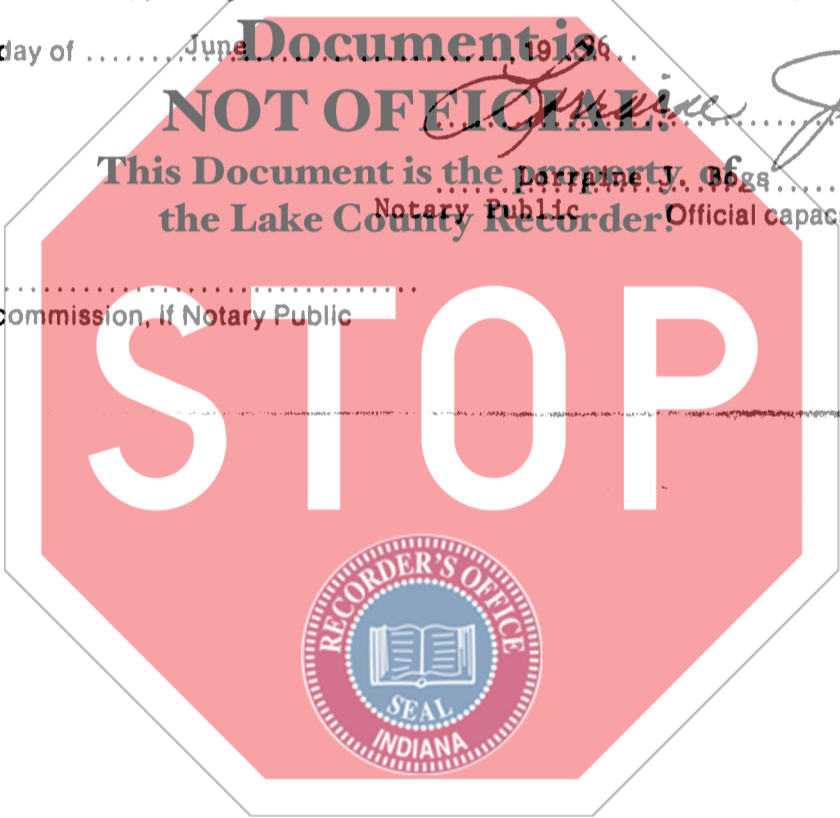 day of ........ June ........ 19 96 ..
Document is
Lorraine J
NOT OFFICIAL!
This Document is the property of
Lorraine J.
the Lake County Recorder!
Notary Public Official capac
commission, if Notary Public
STOP
RECORDER'S OFFICE
SEAL
INDIANA